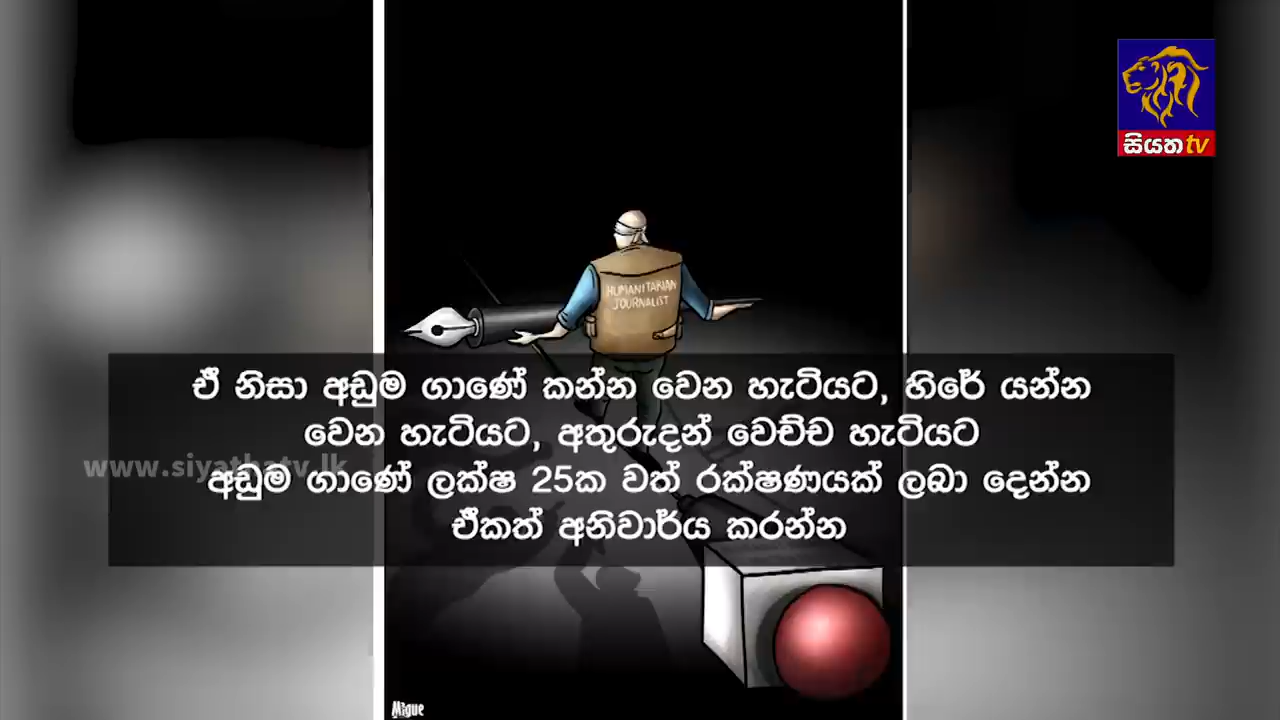 සියත tv
HUMANITARIAN
JOURNALIST
ඒ නිසා අඩුම ගාණේ කන්න වෙන හැටියට, හිරේ යන්න
වෙන හැටියට, අතුරුදන් වෙච්ච හැටියට
www.siyathatv.lk
අඩුම ගාණේ ලක්ෂ 25ක වත් රක්ෂණයක් ලබා දෙන්න
ඒකත් අනිවාර්ය කරන්න
Migue